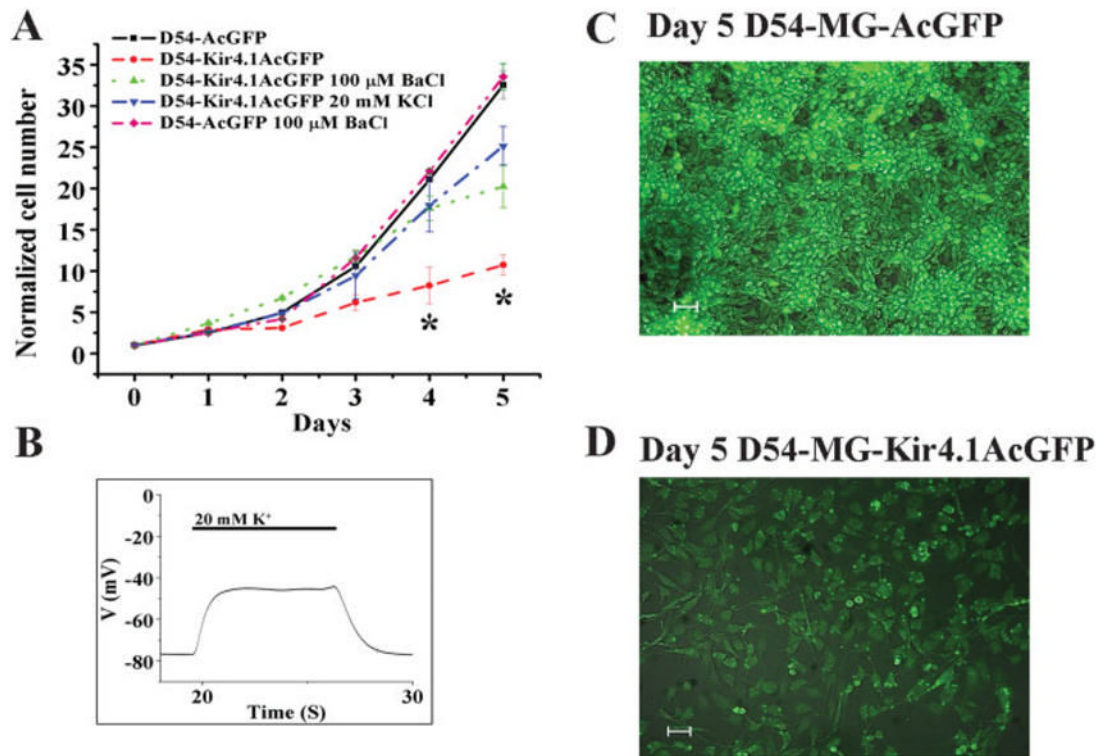 A
D54-AcGFP
D54-Kir4.1AcGFP
D54-Kir4.1AcGFP 100 µM BaCl
D54-Kir4.1AcGFP 20 mM KCl
D54-AcGFP 100 µM BaCl
Normalized cell number
35
30
25
20
15
10
5
0
*
*
0 1 2 3 4 5
Days
B
20 mM K⁺
V (mV)
0
-20
-40
-60
-80
20 30
Time (S)
C Day 5 D54-MG-AcGFP
D Day 5 D54-MG-Kir4.1AcGFP